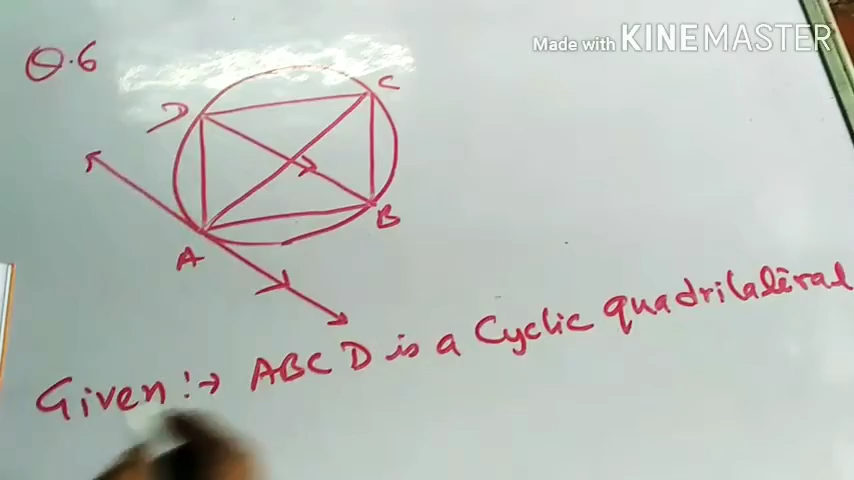 Made with KINEMASTER
Q.6
D
C
A
B
Given :→ ABCD is a Cyclic quadrilateral